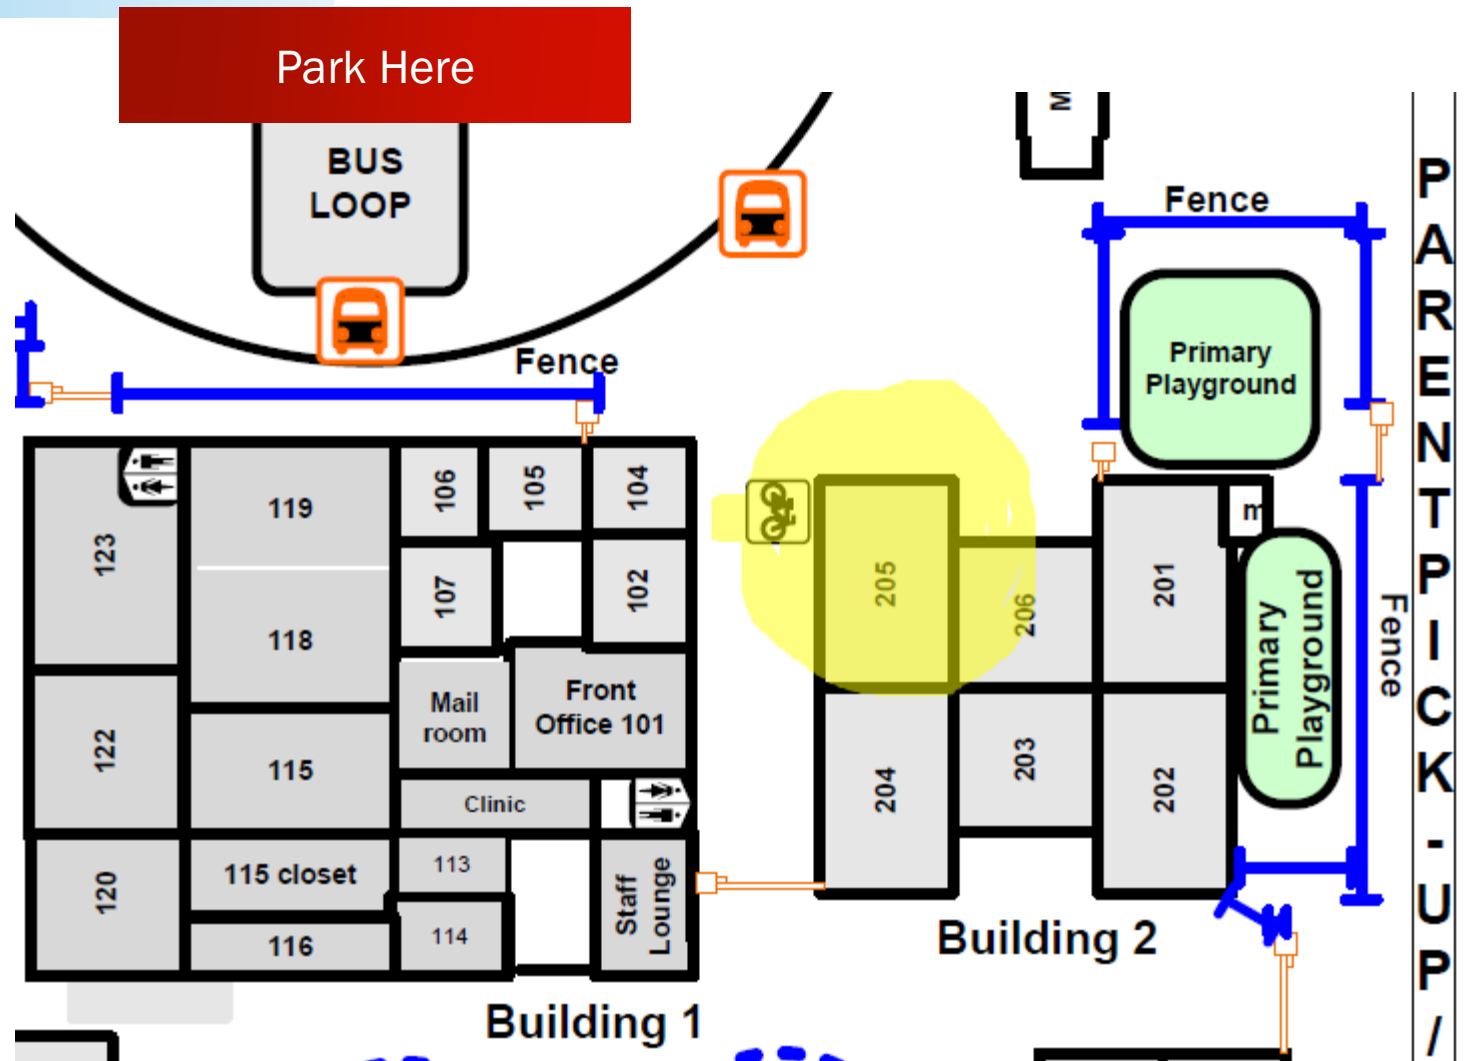 Park Here
BUS
LOOP
M
Fence
Fence
Primary
Playground
PARENT PICK-UP/
106
105
104
119
123
205
107
102
206
201
m
118
Primary
Playground
Fence
Mail
room
Front
Office 101
122
115
204
203
202
Clinic
115 closet
113
120
Staff
Lounge
114
116
Building 2
Building 1